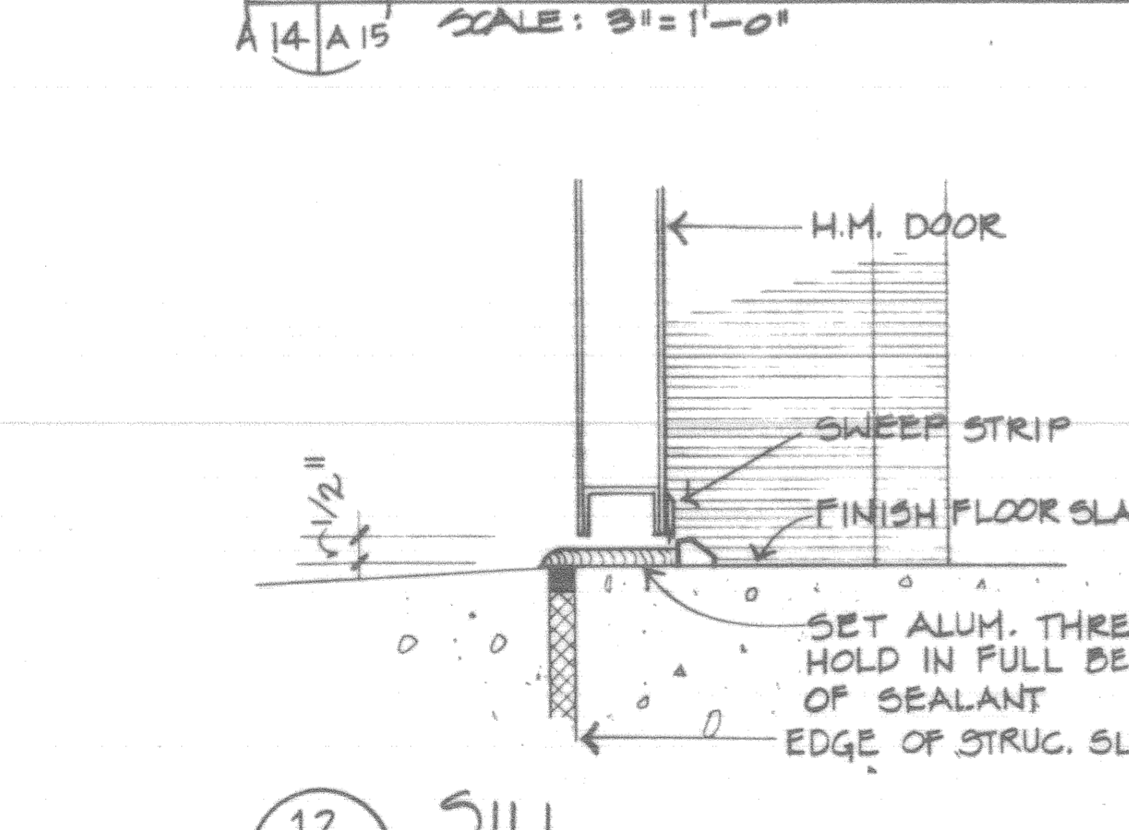 A 14 A 15 SCALE: 3" = 1'-0"
H.M. DOOR
SWEEP STRIP
1/2"
FINISH FLOOR SLA
SET ALUM. THRE
HOLD IN FULL BE
OF SEALANT
EDGE OF STRUC. SL
12 SILL